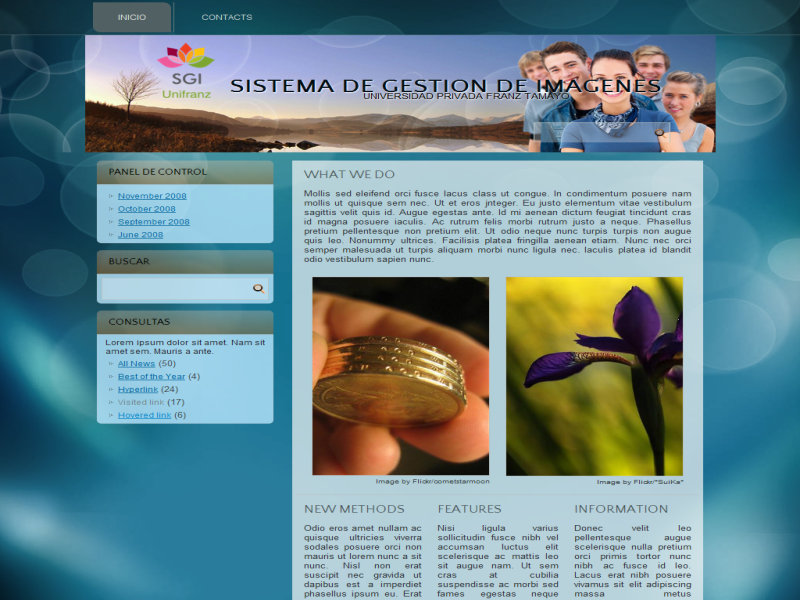 INICIO
CONTACTS
SGI
Unifranz
SISTEMA DE GESTION DE IMAGENES
UNIVERSIDAD PRIVADA FRANZ TAMAYO
PANEL DE CONTROL
November 2008
October 2008
September 2008
June 2008
BUSCAR
CONSULTAS
Lorem ipsum dolor sit amet. Nam sit
amet sem. Mauris a ante.
All News (50)
Best of the Year (4)
Hyperlink (24)
Visited link (17)
Hovered link (6)
WHAT WE DO
Mollis sed eleifend orci fusce lacus class ut congue. In condimentum posuere nam
mollis ut quisque sem nec. Ut et eros jnteger. Eu justo elementum vitae vestibulum
sagittis velit quis id. Augue egestas ante. Id mi aenean dictum feugiat tincidunt cras
id magna posuere iaculis. Ac rutrum felis morbi rutrum justo a neque. Phasellus
pretium pellentesque non pretium elit. Ut odio neque nunc turpis turpis non augue
quis leo. Nonummy ultrices. Facilisis platea fringilla aenean etiam. Nunc nec orci
semper malesuada ut turpis aliquam morbi nunc ligula nec. Iaculis platea id blandit
odio vestibulum sapien nunc.
Image by Flickr/cometstarmoon
Image by Flickr/"SuiKa"
NEW METHODS
Odio eros amet nullam ac
quisque ultricies viverra
sodales posuere orci non
mauris ut lorem nunc a sit
nunc. Nisl non erat
suscipit nec gravida ut
dapibus est a imperdiet
phasellus ipsum eu. Erat
FEATURES
Nisi ligula varius
sollicitudin fusce nibh vel
accumsan luctus elit
scelerisque ac mattis leo
sit augue nam. Ut sem
cras at cubilia
suspendisse ac morbi sed
fames egestas neque
INFORMATION
Donec velit leo
pellentesque augue
scelerisque nulla pretium
orci primis tortor nunc
nibh ac fusce id leo.
Lacus erat nibh posuere
vivamus sit elit adipiscing
massa metus